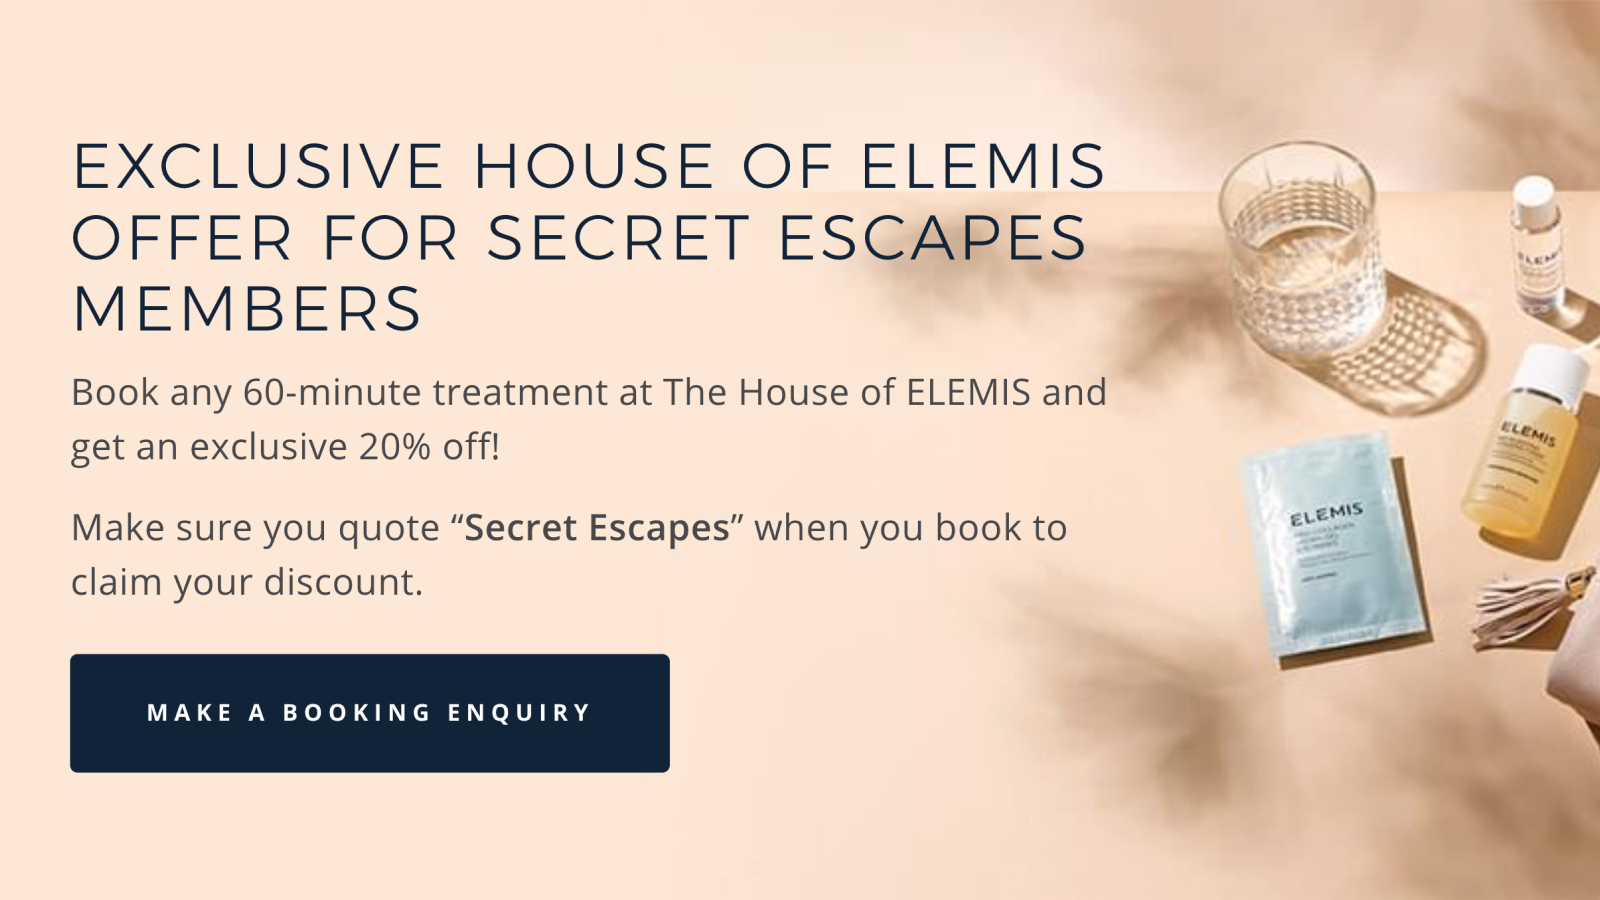 EXCLUSIVE HOUSE OF ELEMIS
OFFER FOR SECRET ESCAPES
MEMBERS
Book any 60-minute treatment at The House of ELEMIS and
get an exclusive 20% off!
Make sure you quote “Secret Escapes” when you book to
claim your discount.
MAKE A BOOKING ENQUIRY
ELEMIS
ELEMIS
ELEMIS